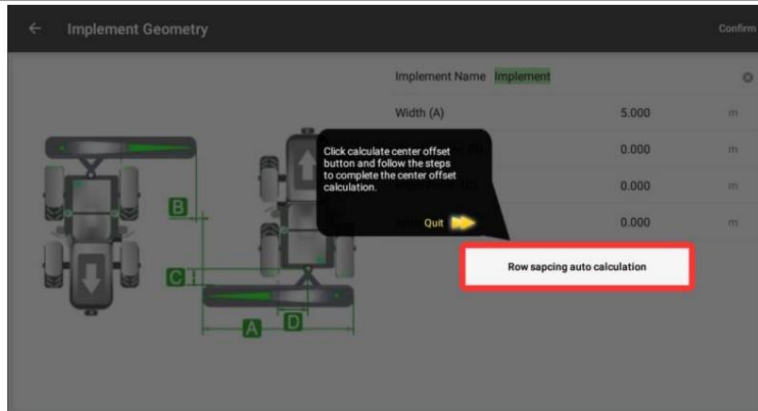 Implement Geometry
Confirm
Implement Name Implement
Width (A) 5.000 m
0.000 m
0.000 m
0.000 m
Click calculate center offset
button and follow the steps
to complete the center offset
calculation.
Quit
Row sapcing auto calculation
B
C
A
D